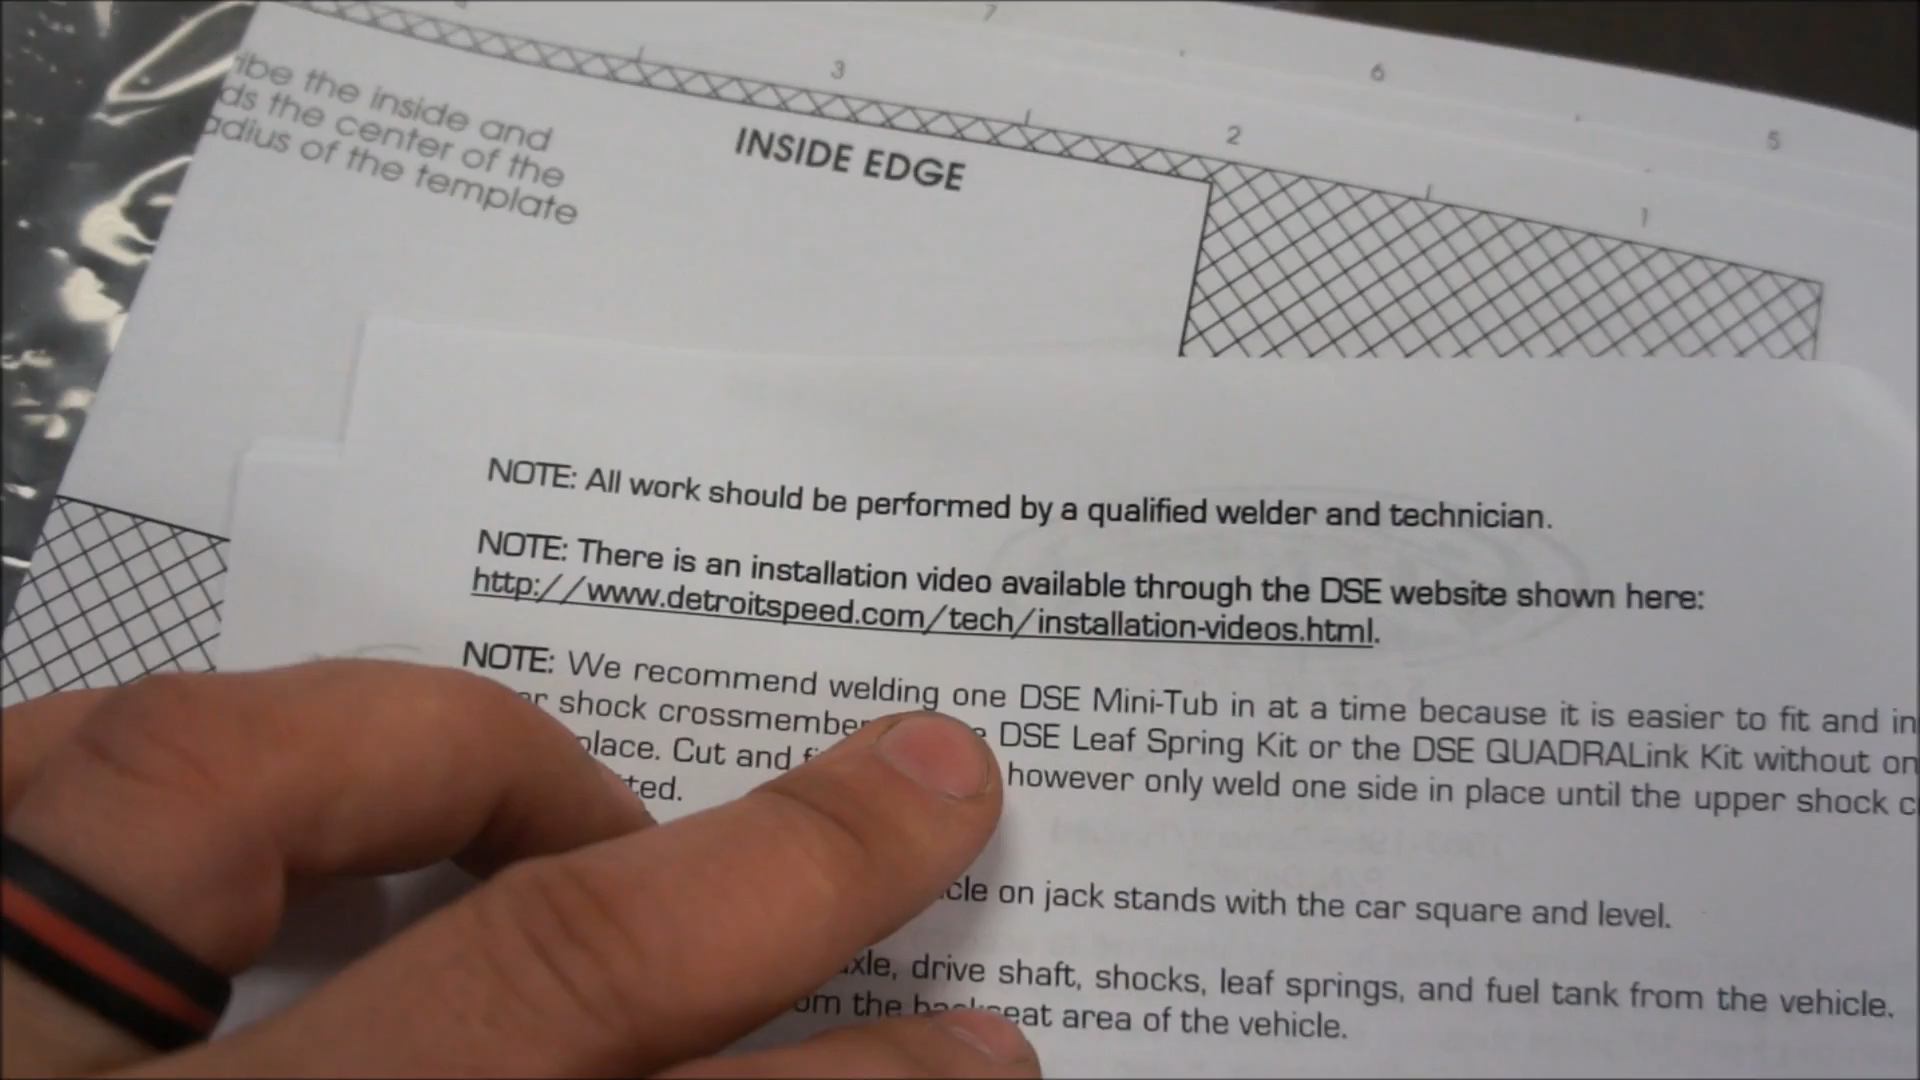 7
3
6
2
5
1
ibe the inside and
ds the center of the
adius of the template
INSIDE EDGE
NOTE: All work should be performed by a qualified welder and technician.
NOTE: There is an installation video available through the DSE website shown here:
http://www.detroitspeed.com/tech/installation-videos.html.
NOTE: We recommend welding one DSE Mini-Tub in at a time because it is easier to fit and in
r shock crossmember DSE Leaf Spring Kit or the DSE QUADRALink Kit without on
place. Cut and however only weld one side in place until the upper shock c
ted.
cle on jack stands with the car square and level.
axle, drive shaft, shocks, leaf springs, and fuel tank from the vehicle.
om the backseat area of the vehicle.